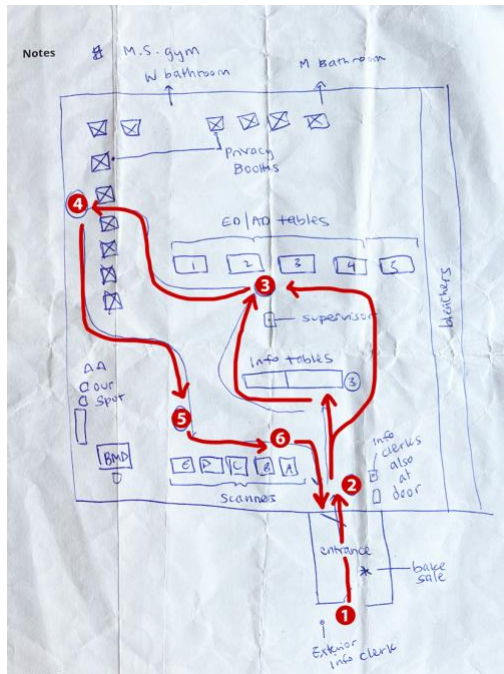 Notes
M.S. gym
W bathroom
M Bathroom
Privacy
Booths
4
ED/AD tables
1 2 3 4 5
3
supervisor
bleachers
Info tables
3
our
spot
5
6
BMD
E D C B A
scanners
Info
clerks
also
at
door
2
entrance
bake
sale
1
Exterior
info clerk